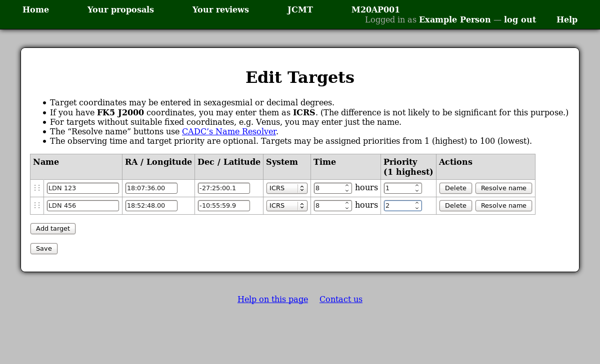 Home Your proposals Your reviews JCMT M20AP001
Logged in as Example Person — log out Help
Edit Targets
• Target coordinates may be entered in sexagesmial or decimal degrees.
• If you have FK5 J2000 coordinates, you may enter them as ICRS. (The difference is not likely to be significant for this purpose.)
• For targets without suitable fixed coordinates, e.g. Venus, you may enter just the name.
• The “Resolve name” buttons use CADC’s Name Resolver.
• The observing time and target priority are optional. Targets may be assigned priorities from 1 (highest) to 100 (lowest).
Name RA / Longitude Dec / Latitude System Time Priority Actions
(1 highest)
LDN 123 18:07:36.00 -27:25:00.1 ICRS 8 hours 1 Delete Resolve name
LDN 456 18:52:48.00 -10:55:59.9 ICRS 8 hours 2 Delete Resolve name
Add target
Save
Help on this page Contact us